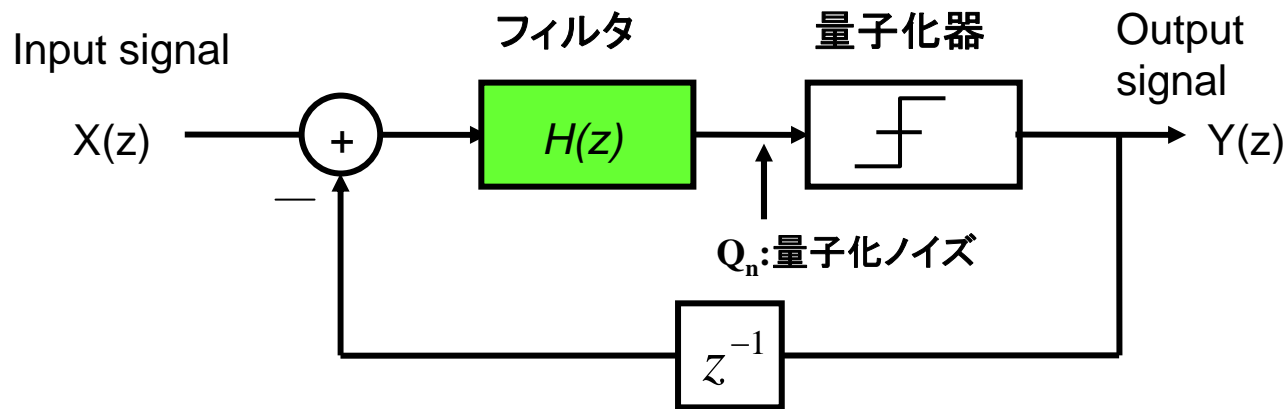 Input signal
フィルタ
量子化器
Output
signal
X(z)
+
H(z)
Y(z)
—
Qn:量子化ノイズ
z⁻¹